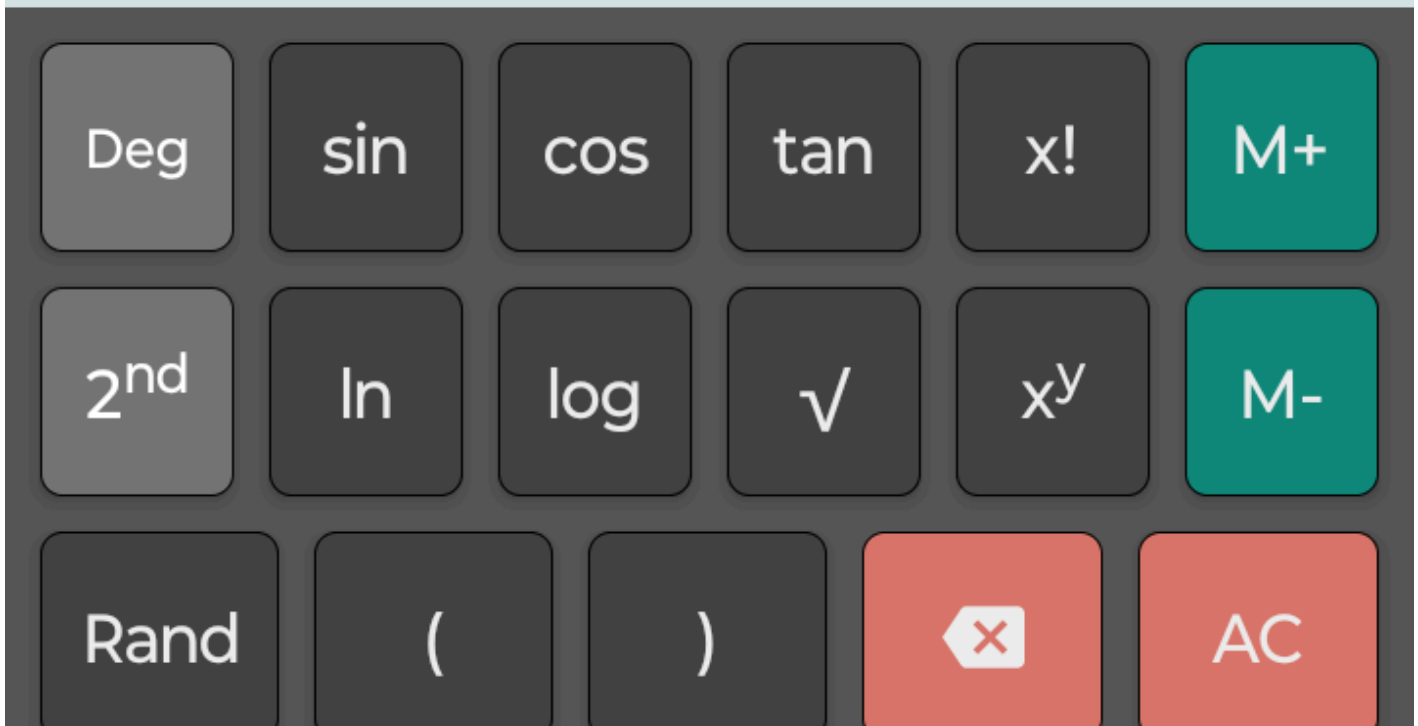 Deg sin cos tan x! M+
2nd ln log √ xy M-
Rand ( ) AC